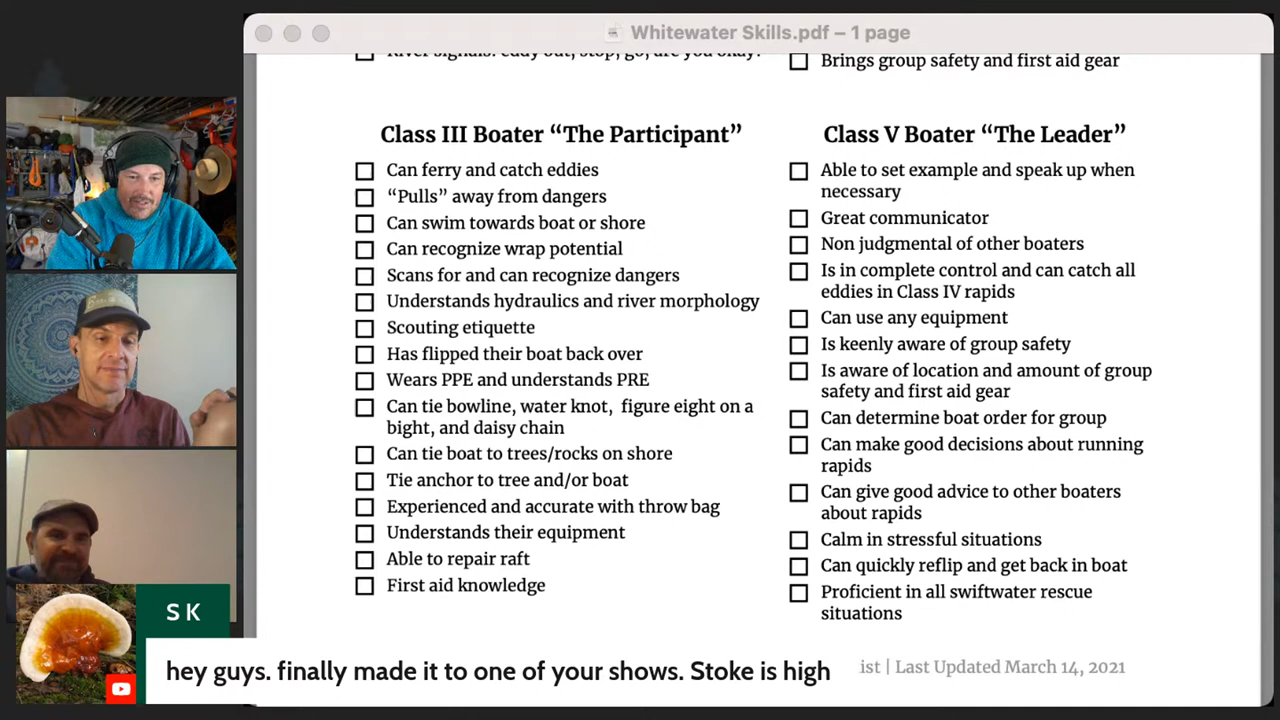 Whitewater Skills.pdf – 1 page
River signals: eddy out, stop, go, are you okay?
Brings group safety and first aid gear
Class III Boater “The Participant”
Can ferry and catch eddies
“Pulls” away from dangers
Can swim towards boat or shore
Can recognize wrap potential
Scans for and can recognize dangers
Understands hydraulics and river morphology
Scouting etiquette
Has flipped their boat back over
Wears PPE and understands PRE
Can tie bowline, water knot, figure eight on a
bight, and daisy chain
Can tie boat to trees/rocks on shore
Tie anchor to tree and/or boat
Experienced and accurate with throw bag
Understands their equipment
Able to repair raft
First aid knowledge
Class V Boater “The Leader”
Able to set example and speak up when
necessary
Great communicator
Non judgmental of other boaters
Is in complete control and can catch all
eddies in Class IV rapids
Can use any equipment
Is keenly aware of group safety
Is aware of location and amount of group
safety and first aid gear
Can determine boat order for group
Can make good decisions about running
rapids
Can give good advice to other boaters
about rapids
Calm in stressful situations
Can quickly reflip and get back in boat
Proficient in all swiftwater rescue
situations
ist | Last Updated March 14, 2021
S K
hey guys. finally made it to one of your shows. Stoke is high